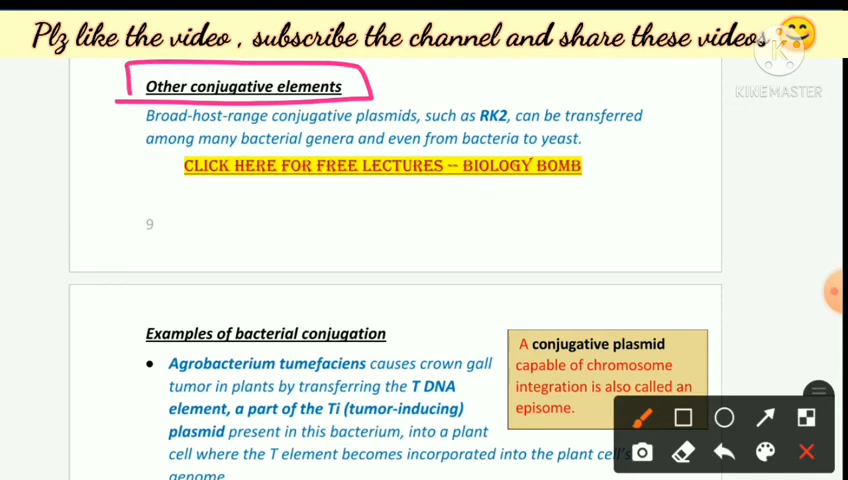 Plz like the video , subscribe the channel and share these videos
KINEMASTER
Other conjugative elements
Broad-host-range conjugative plasmids, such as RK2, can be transferred
among many bacterial genera and even from bacteria to yeast.
CLICK HERE FOR FREE LECTURES -- BIOLOGY BOMB
9
Examples of bacterial conjugation
Agrobacterium tumefaciens causes crown gall
tumor in plants by transferring the T DNA
element, a part of the Ti (tumor-inducing)
plasmid present in this bacterium, into a plant
cell where the T element becomes incorporated into the plant cell's
genome
A conjugative plasmid
capable of chromosome
integration is also called an
episome.